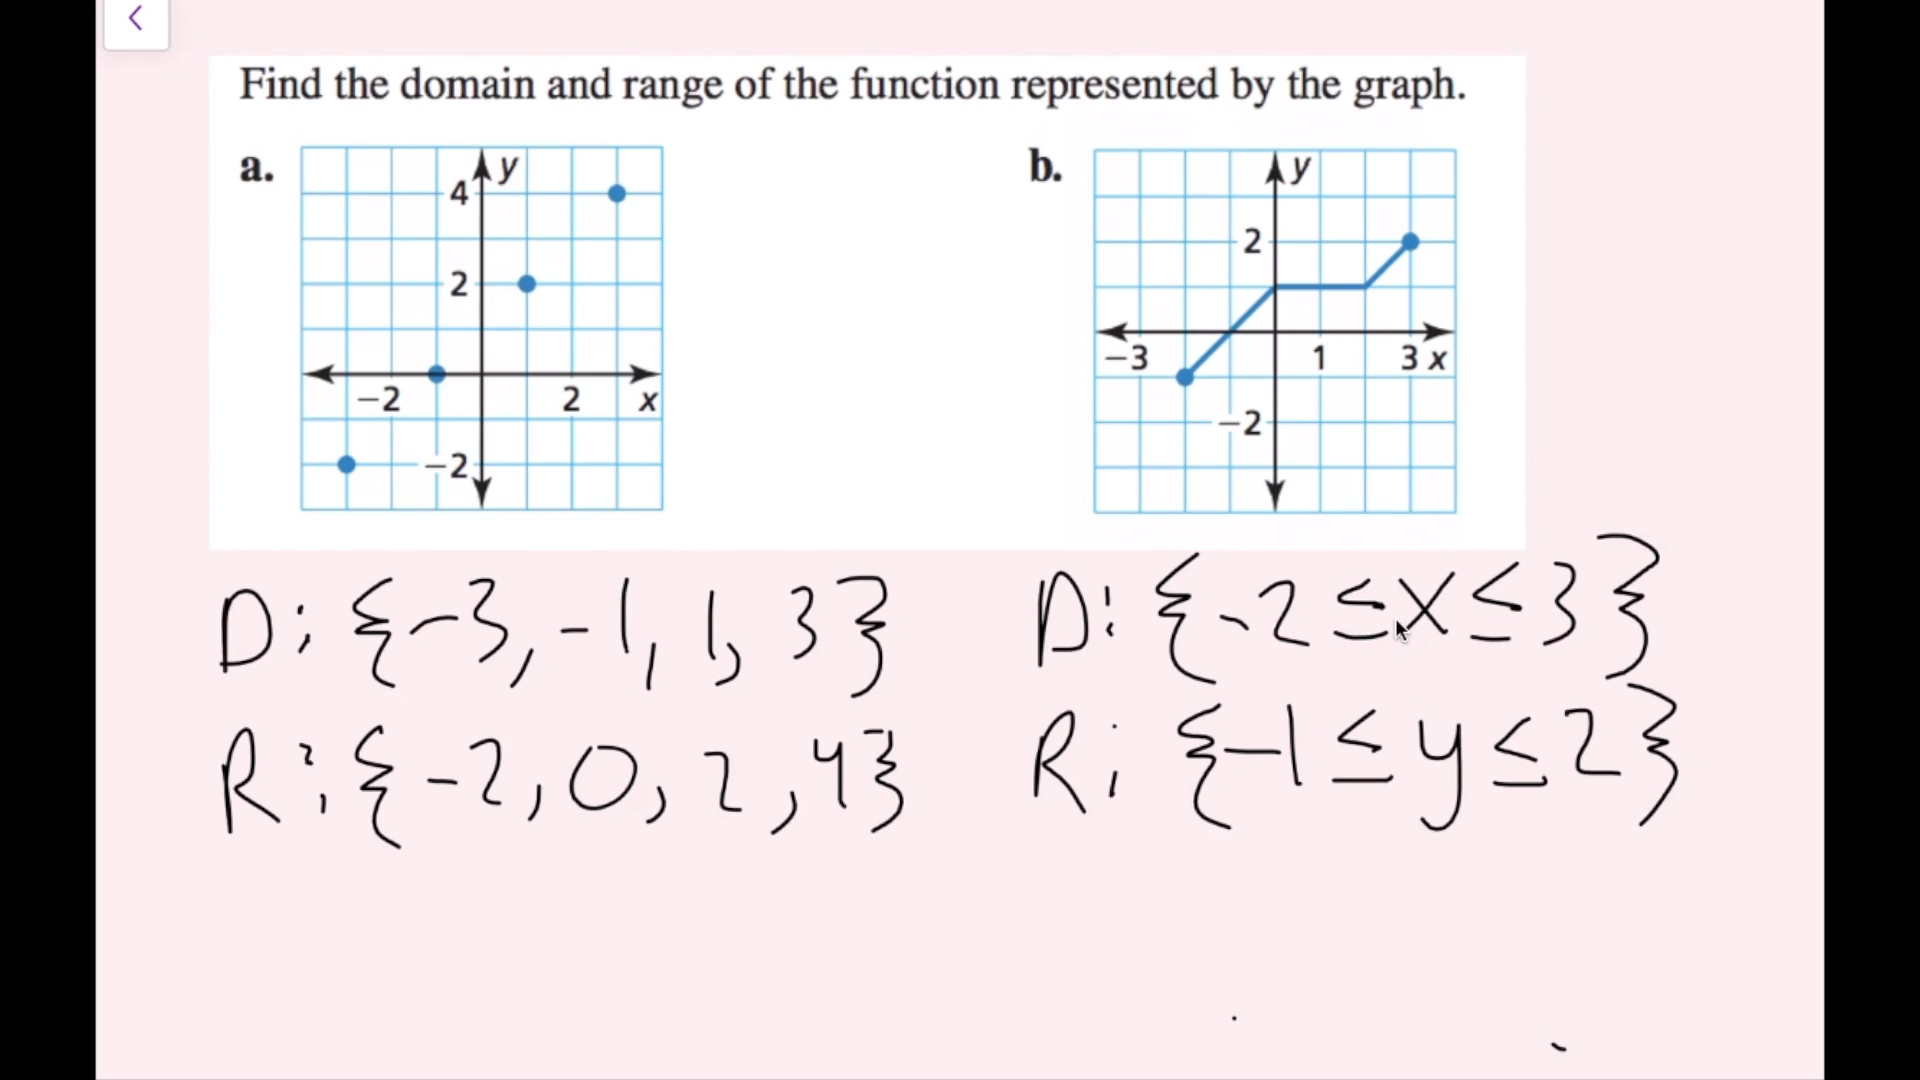 Find the domain and range of the function represented by the graph.
a.
y
4
2
−2
2
x
−2
b.
y
2
−3
1
3
x
−2
D: {-3, -1, 1, 3}
R: {-2, 0, 2, 4}
D: {-2 ≤ x ≤ 3}
R: {-1 ≤ y ≤ 2}